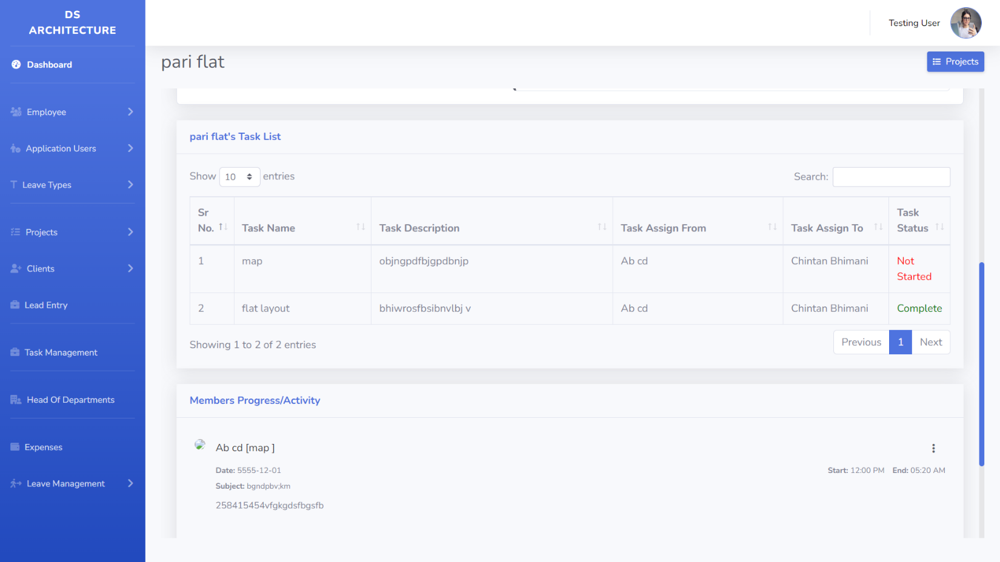 DS
ARCHITECTURE
Dashboard
Employee
Application Users
Leave Types
Projects
Clients
Lead Entry
Task Management
Head Of Departments
Expenses
Leave Management
Testing User
pari flat
Projects
pari flat's Task List
Show 10 entries
Search:
Sr No. Task Name Task Description Task Assign From Task Assign To Task Status
1 map objngpdfbjgpdbnjp Ab cd Chintan Bhimani Not Started
2 flat layout bhiwrosfbsibnvlbj v Ab cd Chintan Bhimani Complete
Showing 1 to 2 of 2 entries
Previous 1 Next
Members Progress/Activity
Ab cd [map ]
Date: 5555-12-01
Start: 12:00 PM End: 05:20 AM
Subject: bgndpbv;km
258415454vfgkgdsfbgsfb